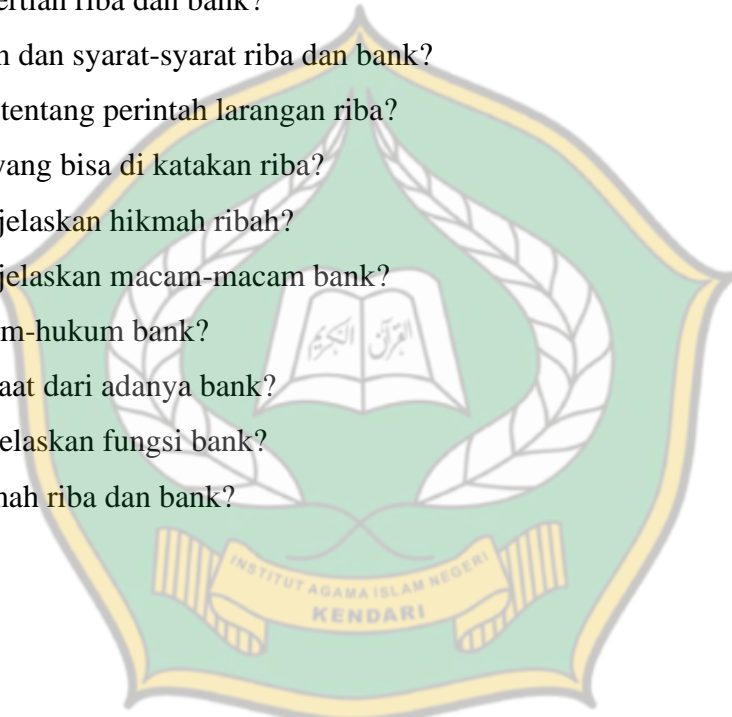 riba dan bank?
dan syarat-syarat riba dan bank?
tentang perintah larangan riba?
yang bisa di katakan riba?
jelaskan hikmah ribah?
jelaskan macam-macam bank?
m-hukum bank?
aat dari adanya bank?
elaskan fungsi bank?
riba dan bank?
القرآن الكريم
INSTITUT AGAMA ISLAM NEGERI
KENDARI